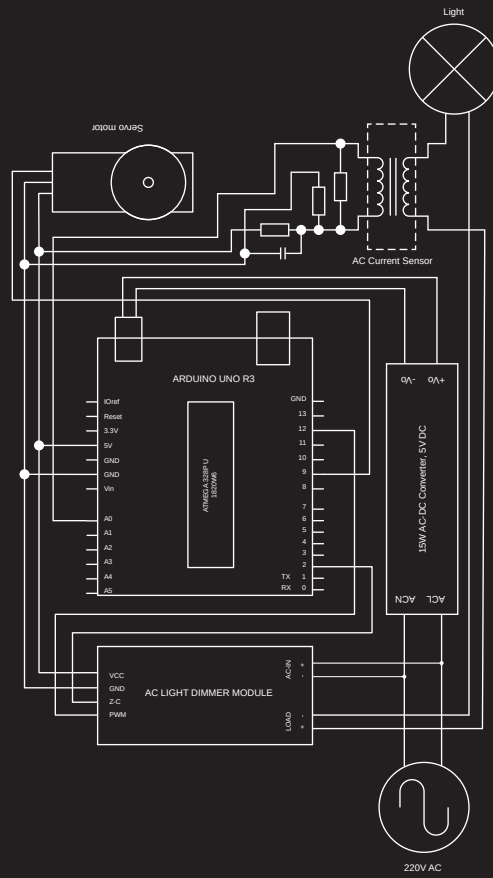 Light
Servo motor
AC Current Sensor
-Vo
+Vo
ARDUINO UNO R3
IOref
Reset
3.3V
5V
GND
GND
Vin
A0
A1
A2
A3
A4
A5
ATMEGA 328P U
1820W6
GND
13
12
11
10
9
8
7
6
5
4
3
2
TX 1
RX 0
15W AC-DC Converter, 5V DC
ACN
ACL
VCC
GND
Z-C
PWM
AC LIGHT DIMMER MODULE
AC-IN
+
-
LOAD
-
+
220V AC